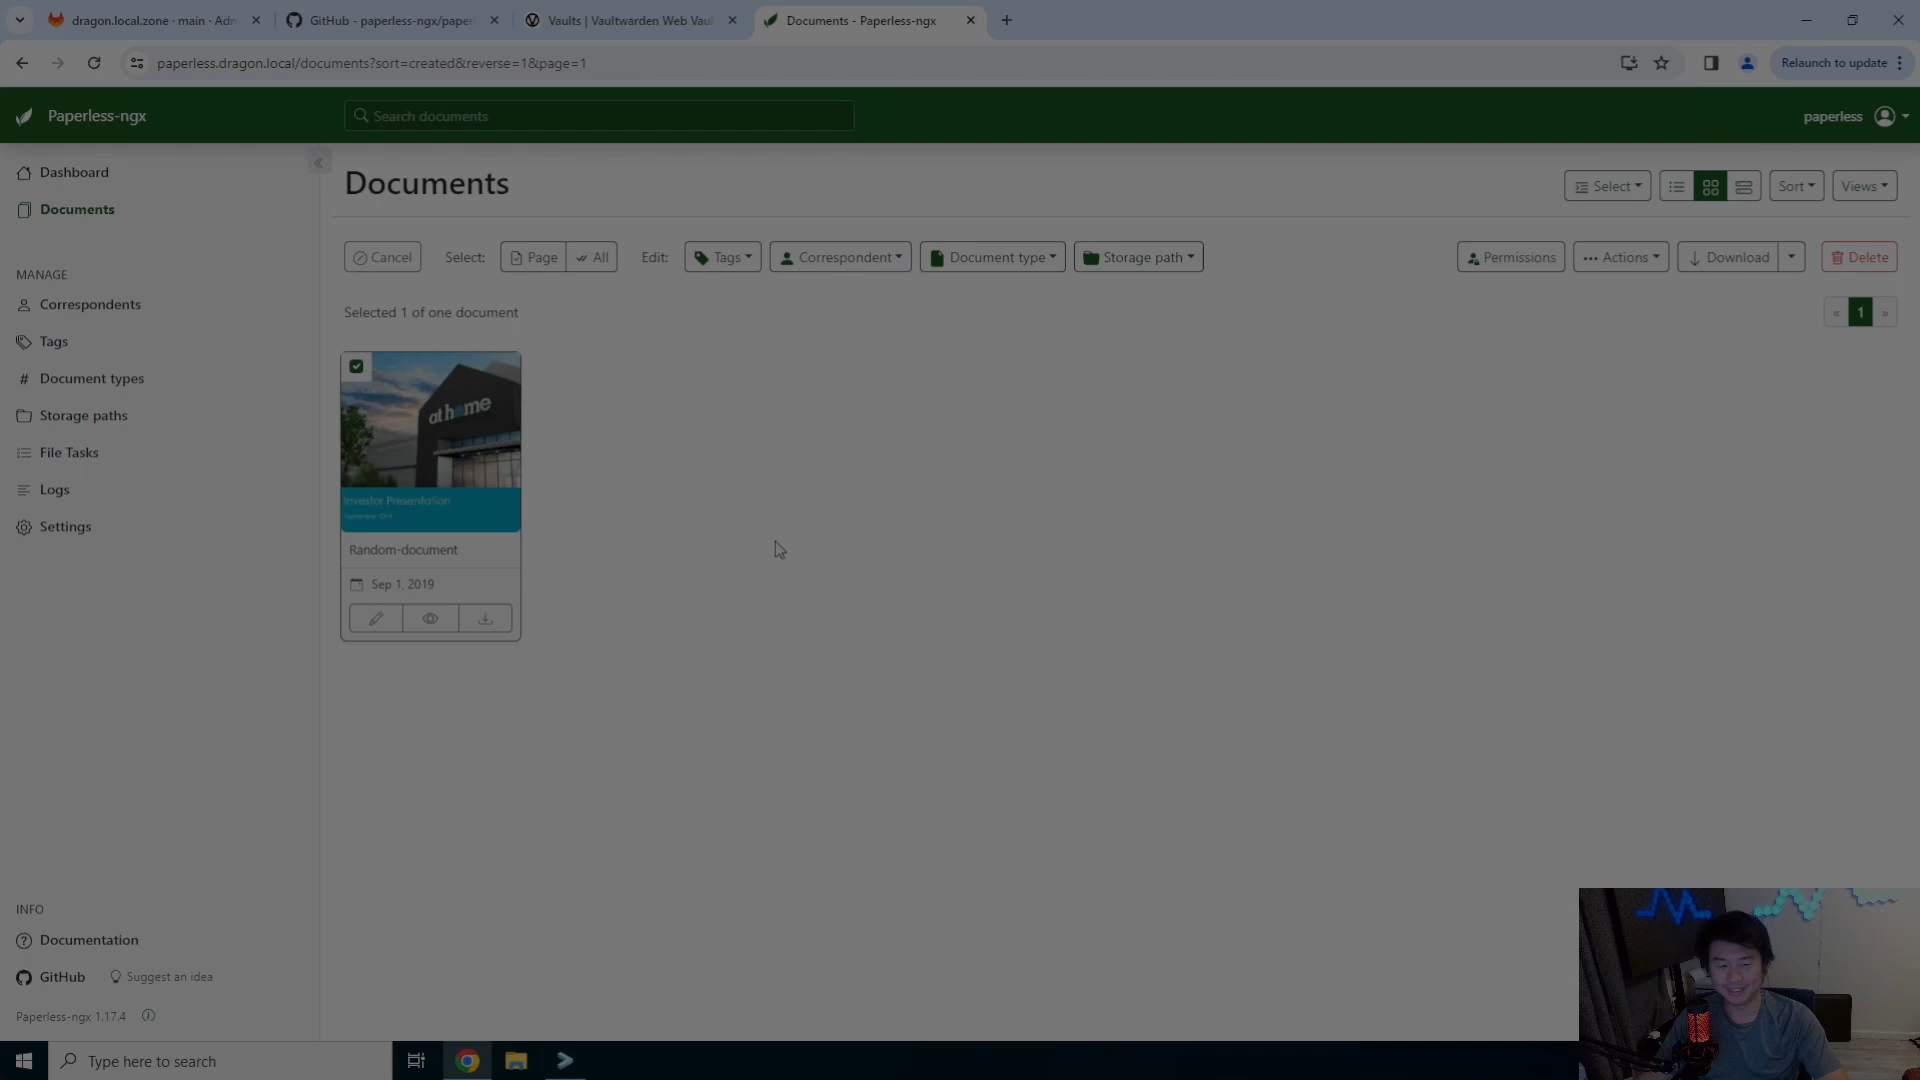 dragon.local.zone · main · Adn
GitHub - paperless-ngx/paper
Vaults | Vaultwarden Web Vaul
Documents - Paperless-ngx
paperless.dragon.local/documents?sort=created&reverse=1&page=1
Relaunch to update
Paperless-ngx
Search documents
paperless
Dashboard
Documents
MANAGE
Correspondents
Tags
Document types
Storage paths
File Tasks
Logs
Settings
INFO
Documentation
GitHub
Suggest an idea
Paperless-ngx 1.17.4
Documents
Select
Sort
Views
Cancel
Select:
Page
All
Edit:
Tags
Correspondent
Document type
Storage path
Permissions
Actions
Download
Delete
Selected 1 of one document
«
1
»
at home
Investor Presentation
September 2019
Random-document
Sep 1, 2019
Type here to search